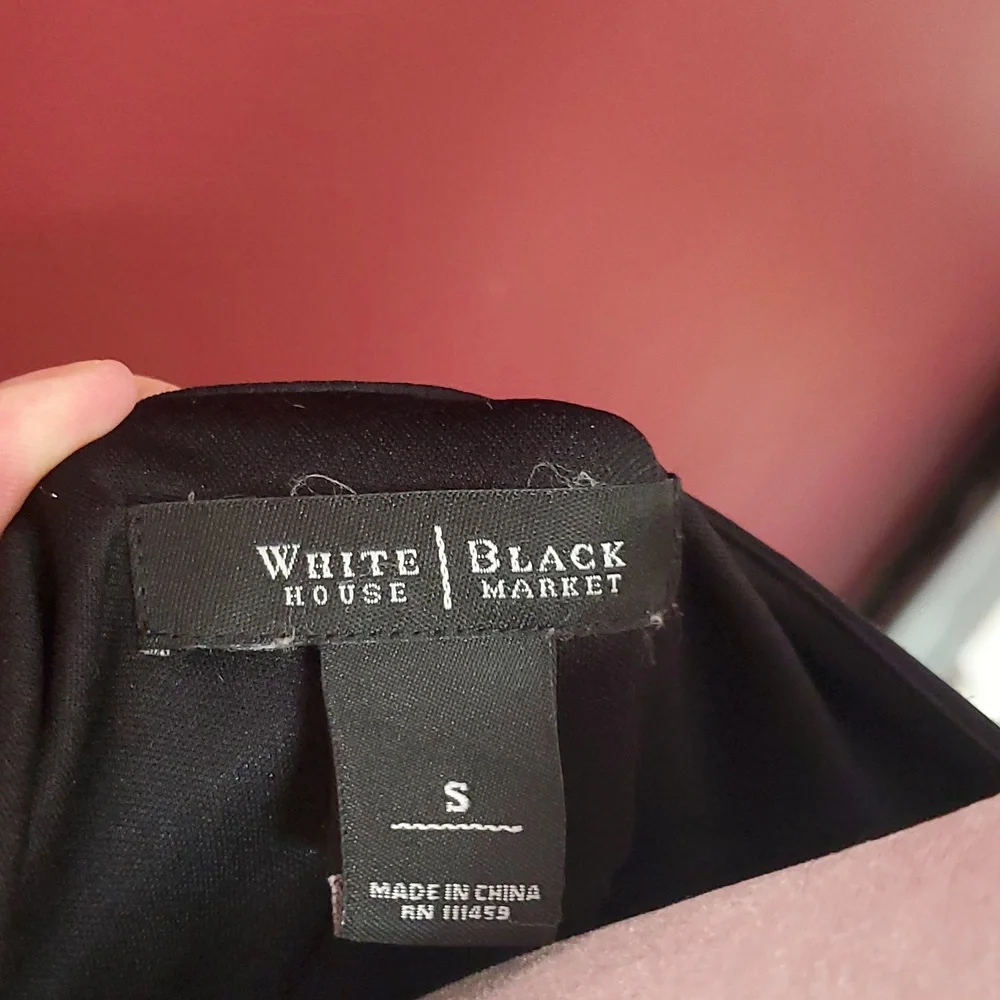 WHITE | BLACK
HOUSE MARKET
S
MADE IN CHINA
RN 111459